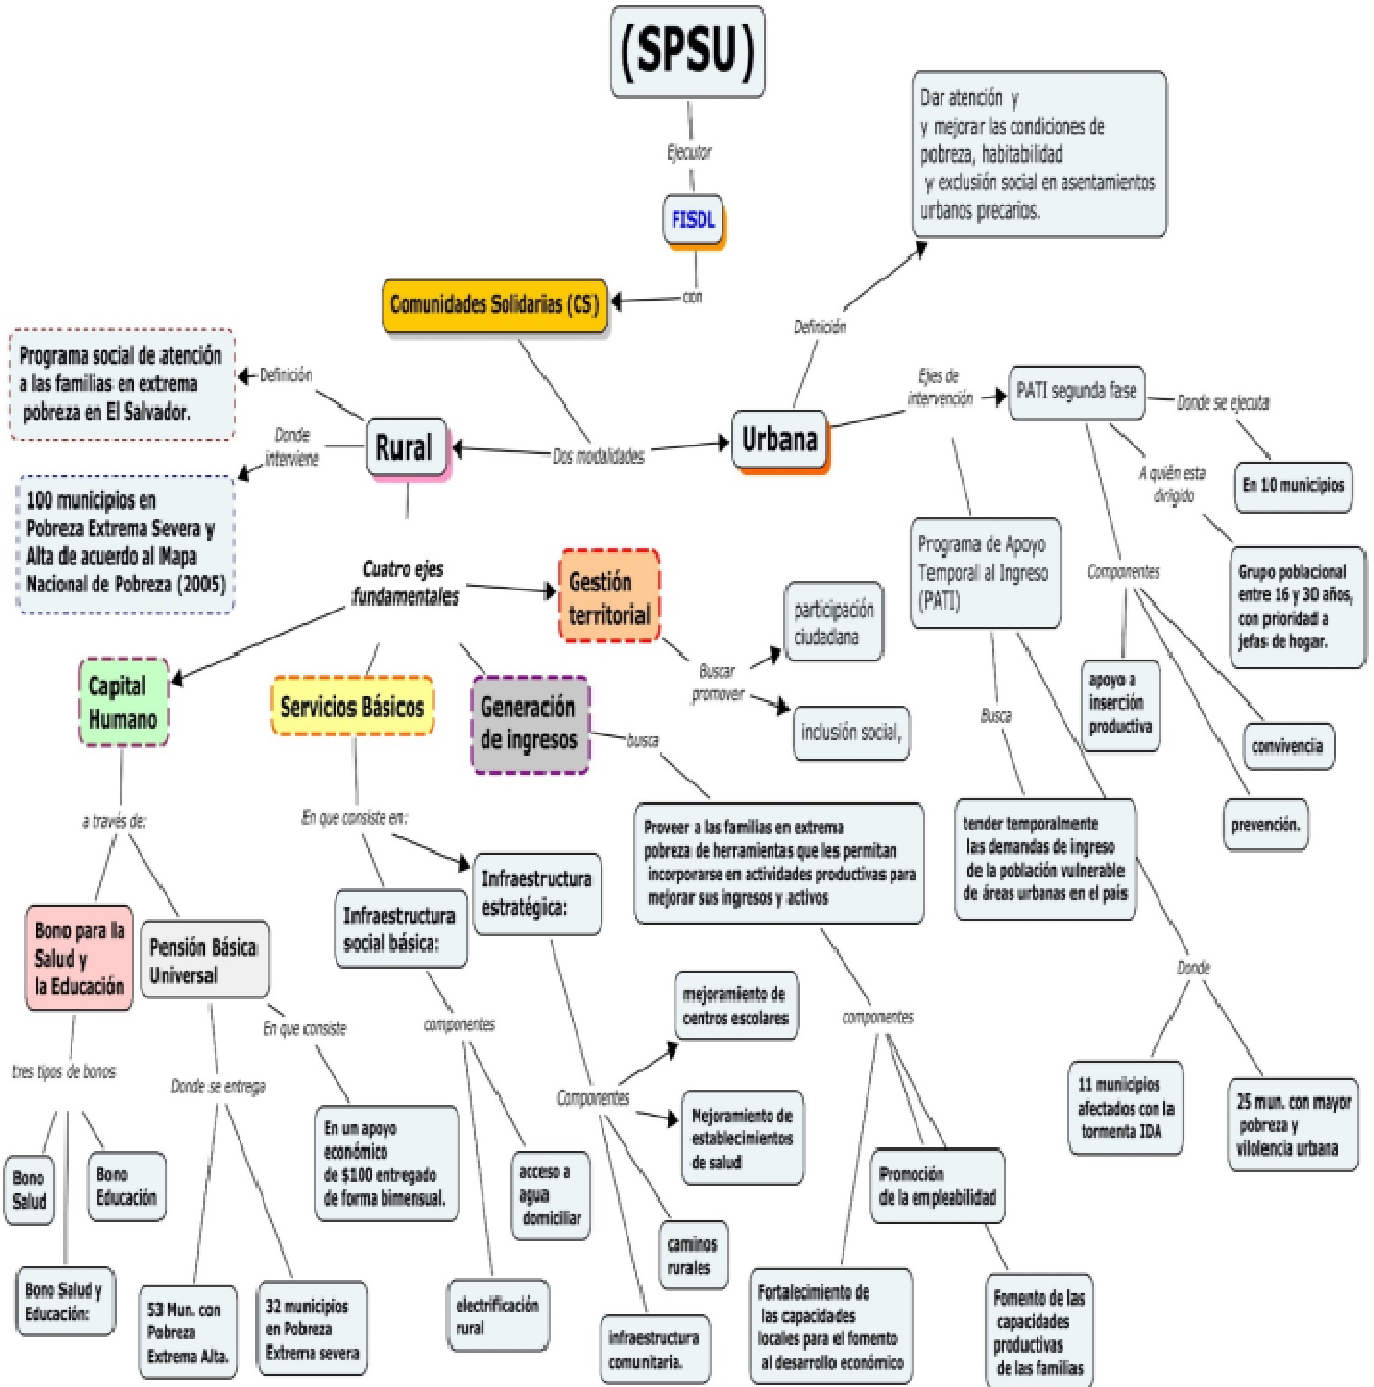 (SPSU)
Ejecutor
FISDL
con
Comunidades Solidarias (CS)
Dos modalidades
Rural
Definición
Programa social de atención
a las familias en extrema
pobreza en El Salvador.
Donde
interviene
100 municipios en
Pobreza Extrema Severa y
Alta de acuerdo al Mapa
Nacional de Pobreza (2005)
Cuatro ejes
fundamentales
Gestión
territorial
Buscar
promover
participación
ciudadana
inclusión social,
Capital
Humano
a través de:
Bono para la
Salud y
la Educación
tres tipos de bonos
Bono
Salud
Bono
Educación
Bono Salud y
Educación:
Pensión Básica
Universal
Donde se entrega
53 Mun. con
Pobreza
Extrema Alta.
32 municipios
en Pobreza
Extrema severa
En que consiste
En un apoyo
económico
de $100 entregado
de forma bimensual.
Servicios Básicos
En que consiste em:
Infraestructura
social básica:
componentes
electrificación
rural
acceso a
agua
domiciliar
Infraestructura
estratégica:
Componentes
mejoramiento de
centros escolares
Mejoramiento de
establecimientos
de salud
caminos
rurales
infraestructura
comunitaria.
Generación
de ingresos
busca
Proveer a las familias en extrema
pobreza de herramientas que les permitan
incorporarse en actividades productivas para
mejorar sus ingresos y activos
componentes
Fortalecimiento de
las capacidades
locales para el fomento
al desarrollo económico
Promoción
de la empleabilidad
Fomento de las
capacidades
productivas
de las familias
Urbana
Definición
Dar atención y
y mejorar las condiciones de
pobreza, habitabilidad
y exclusión social en asentamientos
urbanos precarios.
Ejes de
intervención
PATI segunda fase
Donde se ejecuta
En 10 municipios
A quién esta
dirigido
Grupo poblacional
entre 16 y 30 años,
con prioridad a
jefas de hogar.
Componentes
apoyo a
inserción
productiva
convivencia
prevención.
Programa de Apoyo
Temporal al Ingreso
(PATI)
Busca
tender temporalmente
las demandas de ingreso
de la población vulnerable
de áreas urbanas en el país
Donde
11 municipios
afectados con la
tormenta IDA
25 mun. con mayor
pobreza y
vilolencia urbana